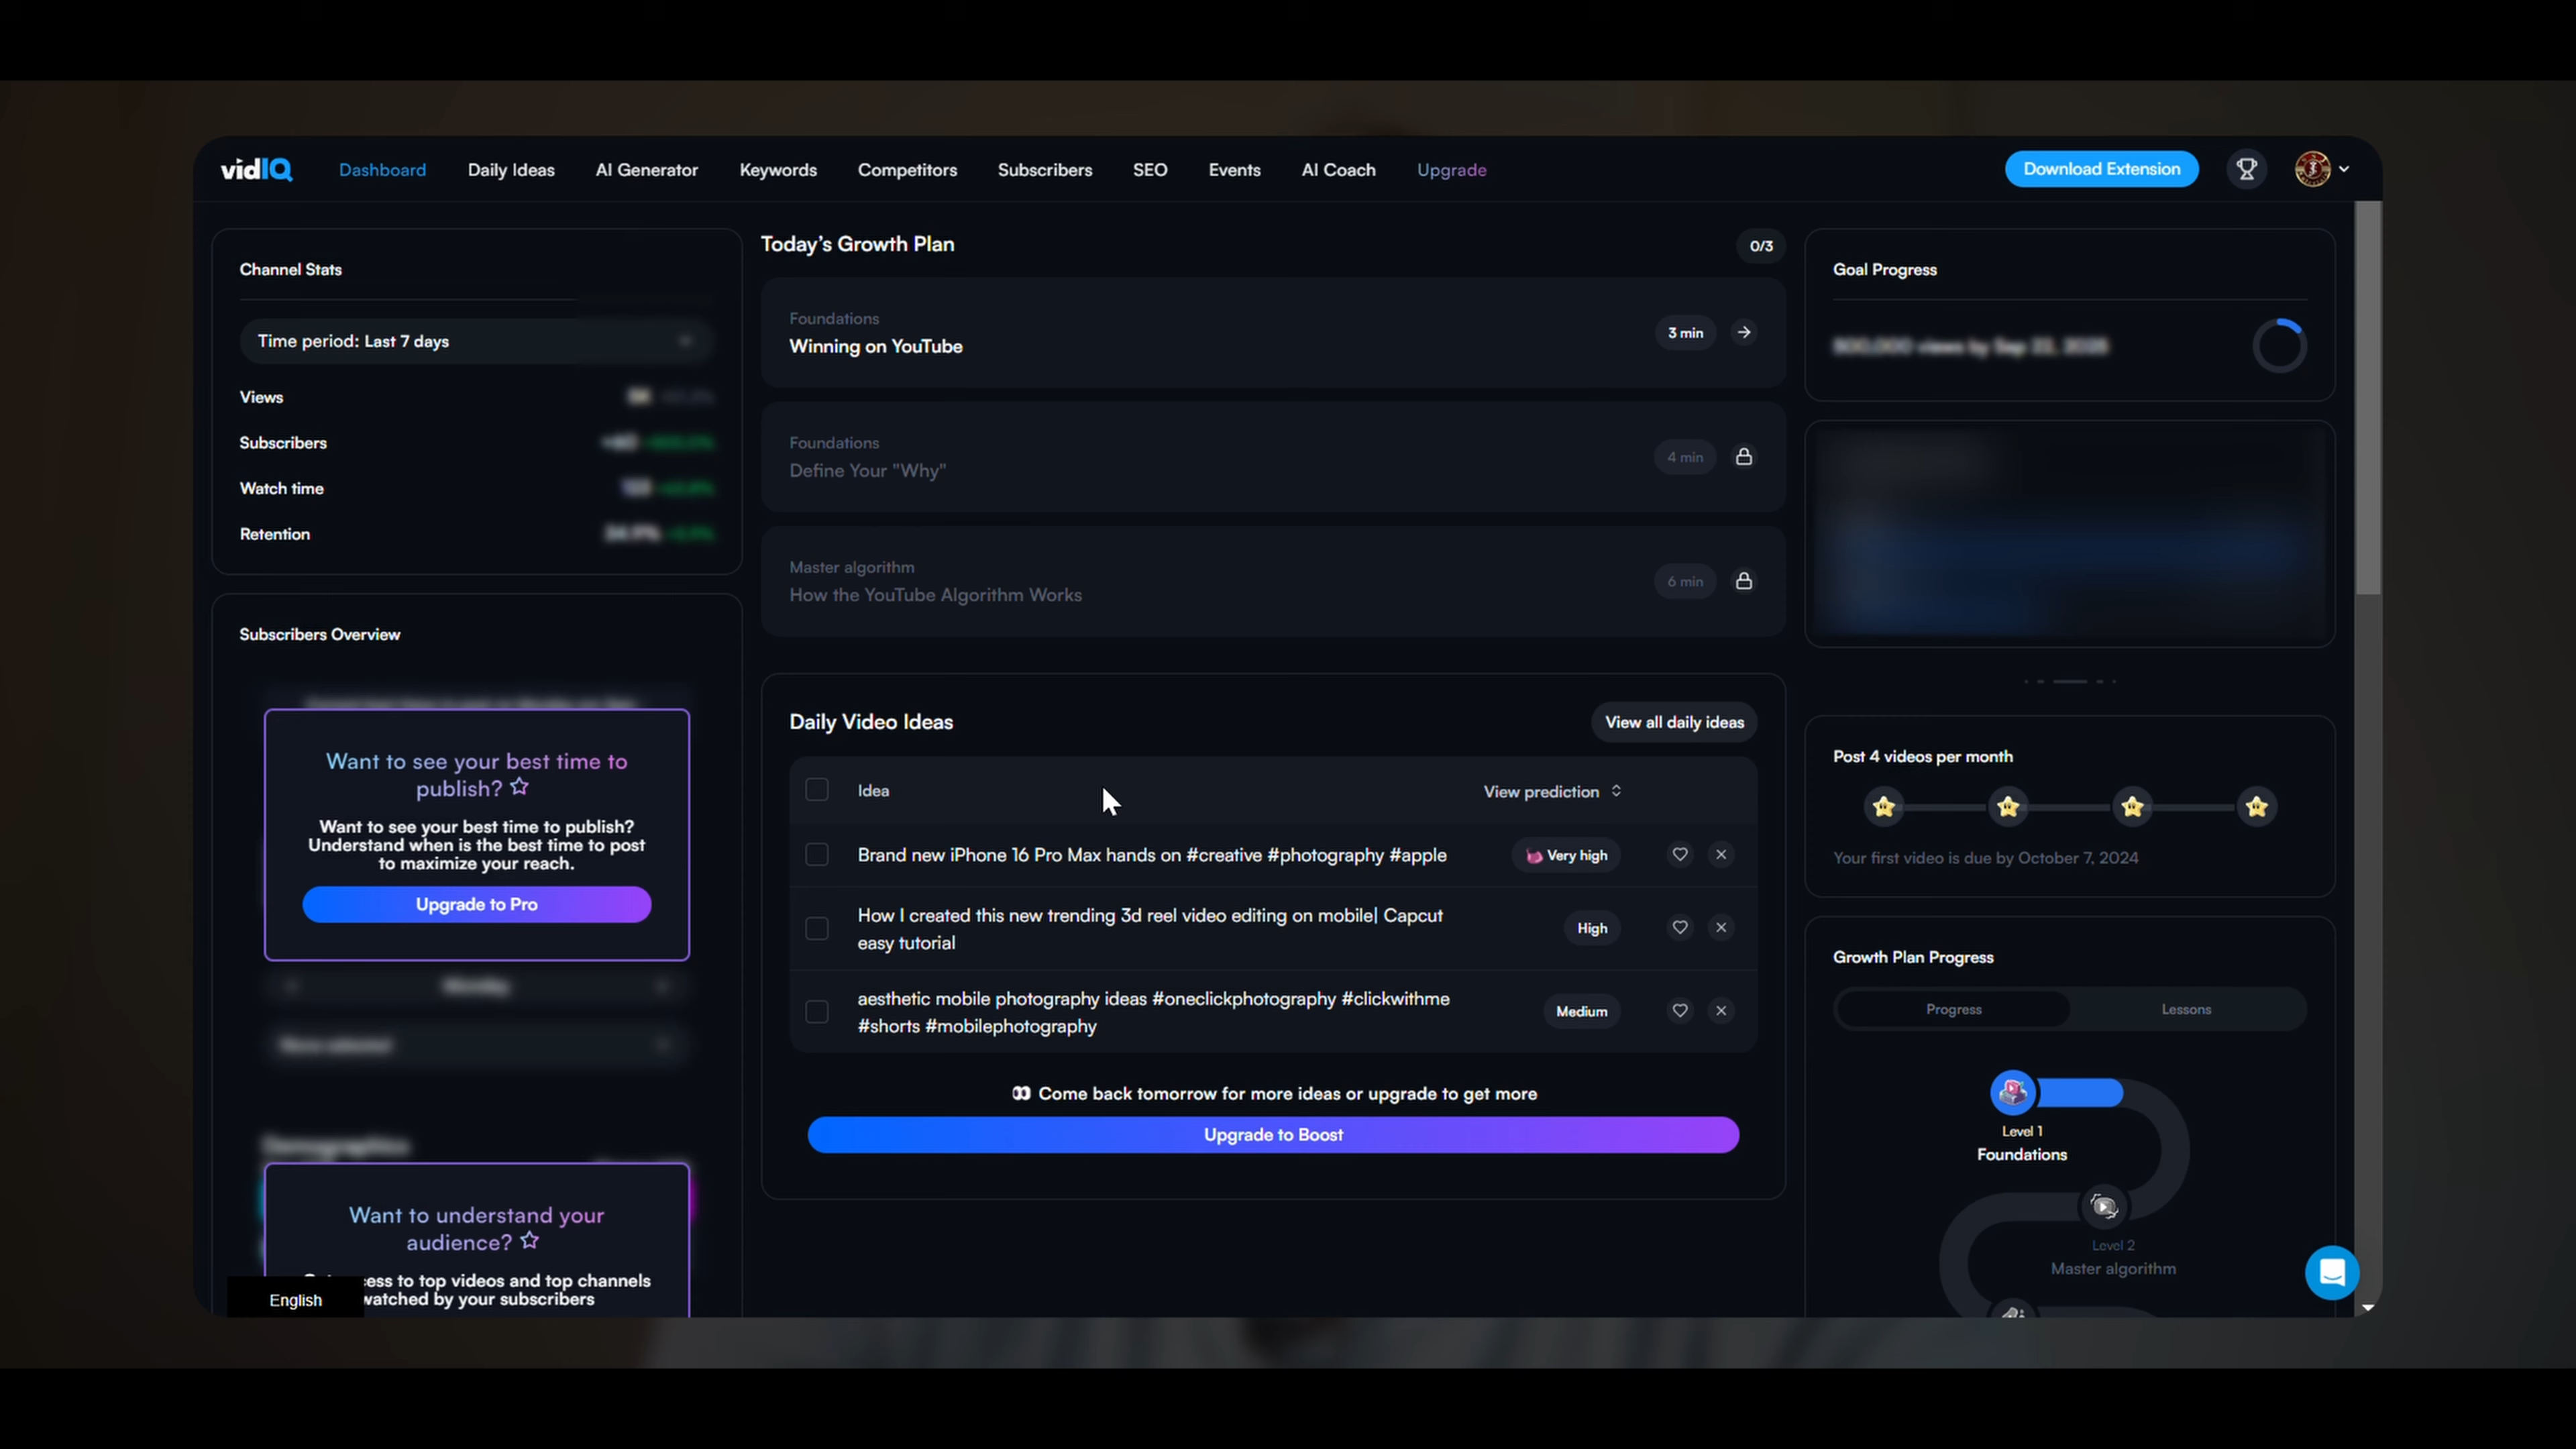 vidIQ
Dashboard
Daily Ideas
AI Generator
Keywords
Competitors
Subscribers
SEO
Events
AI Coach
Upgrade
Download Extension
Channel Stats
Time period: Last 7 days
Views
Subscribers
Watch time
Retention
Subscribers Overview
Want to see your best time to
publish?
Want to see your best time to publish?
Understand when is the best time to post
to maximize your reach.
Upgrade to Pro
Monday
None selected
Demographics
Want to understand your
audience?
to top videos and top channels
watched by your subscribers
English
Today's Growth Plan
0/3
Foundations
Winning on YouTube
3 min
Foundations
Define Your "Why"
4 min
Master algorithm
How the YouTube Algorithm Works
6 min
Daily Video Ideas
View all daily ideas
Idea
View prediction
Brand new iPhone 16 Pro Max hands on #creative #photography #apple
Very high
How I created this new trending 3d reel video editing on mobile| Capcut
easy tutorial
High
aesthetic mobile photography ideas #oneclickphotography #clickwithme
#shorts #mobilephotography
Medium
Come back tomorrow for more ideas or upgrade to get more
Upgrade to Boost
Goal Progress
Post 4 videos per month
Your first video is due by October 7, 2024
Growth Plan Progress
Progress
Lessons
Level 1
Foundations
Level 2
Master algorithm